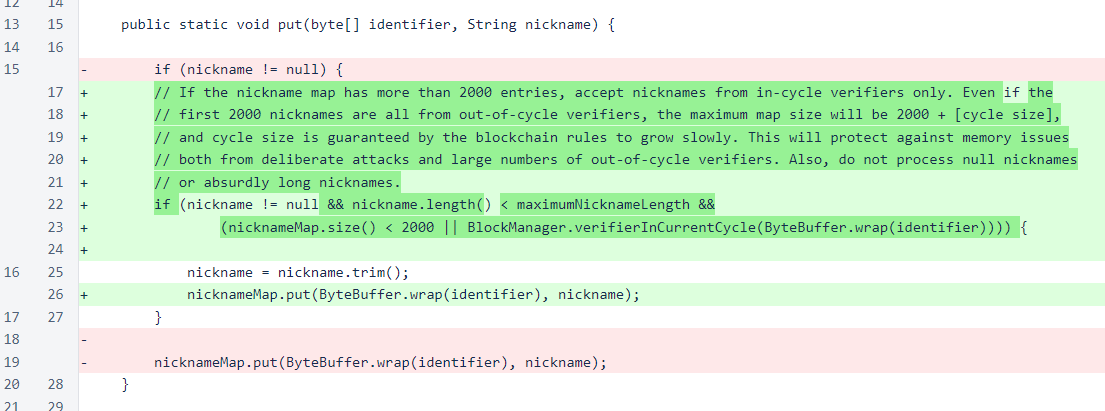 12 14
13 15 public static void put(byte[] identifier, String nickname) {
14 16
15 - if (nickname != null) {
17 + // If the nickname map has more than 2000 entries, accept nicknames from in-cycle verifiers only. Even if the
18 + // first 2000 nicknames are all from out-of-cycle verifiers, the maximum map size will be 2000 + [cycle size],
19 + // and cycle size is guaranteed by the blockchain rules to grow slowly. This will protect against memory issues
20 + // both from deliberate attacks and large numbers of out-of-cycle verifiers. Also, do not process null nicknames
21 + // or absurdly long nicknames.
22 + if (nickname != null && nickname.length() < maximumNicknameLength &&
23 + (nicknameMap.size() < 2000 || BlockManager.verifierInCurrentCycle(ByteBuffer.wrap(identifier)))) {
24 +
16 25 nickname = nickname.trim();
26 + nicknameMap.put(ByteBuffer.wrap(identifier), nickname);
17 27 }
18 -
19 - nicknameMap.put(ByteBuffer.wrap(identifier), nickname);
20 28 }
21 29